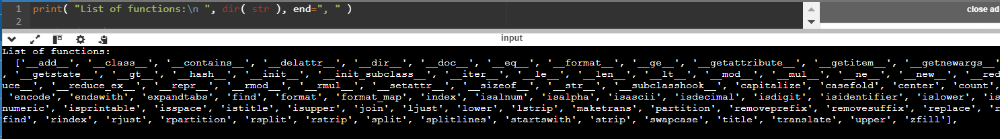 1 print( "List of functions:\n ", dir( str ), end=", " )
close ad
2
input
List of functions:
['__add__', '__class__', '__contains__', '__delattr__', '__dir__', '__doc__', '__eq__', '__format__', '__ge__', '__getattribute__', '__getitem__', '__getnewargs__'
, '__getstate__', '__gt__', '__hash__', '__init__', '__init_subclass__', '__iter__', '__le__', '__len__', '__lt__', '__mod__', '__mul__', '__ne__', '__new__', '__red
uce__', '__reduce_ex__', '__repr__', '__rmod__', '__rmul__', '__setattr__', '__sizeof__', '__str__', '__subclasshook__', 'capitalize', 'casefold', 'center', 'count',
'encode', 'endswith', 'expandtabs', 'find', 'format', 'format_map', 'index', 'isalnum', 'isalpha', 'isascii', 'isdecimal', 'isdigit', 'isidentifier', 'islower', 'is
numeric', 'isprintable', 'isspace', 'istitle', 'isupper', 'join', 'ljust', 'lower', 'lstrip', 'maketrans', 'partition', 'removeprefix', 'removesuffix', 'replace', 'r
find', 'rindex', 'rjust', 'rpartition', 'rsplit', 'rstrip', 'split', 'splitlines', 'startswith', 'strip', 'swapcase', 'title', 'translate', 'upper', 'zfill'],